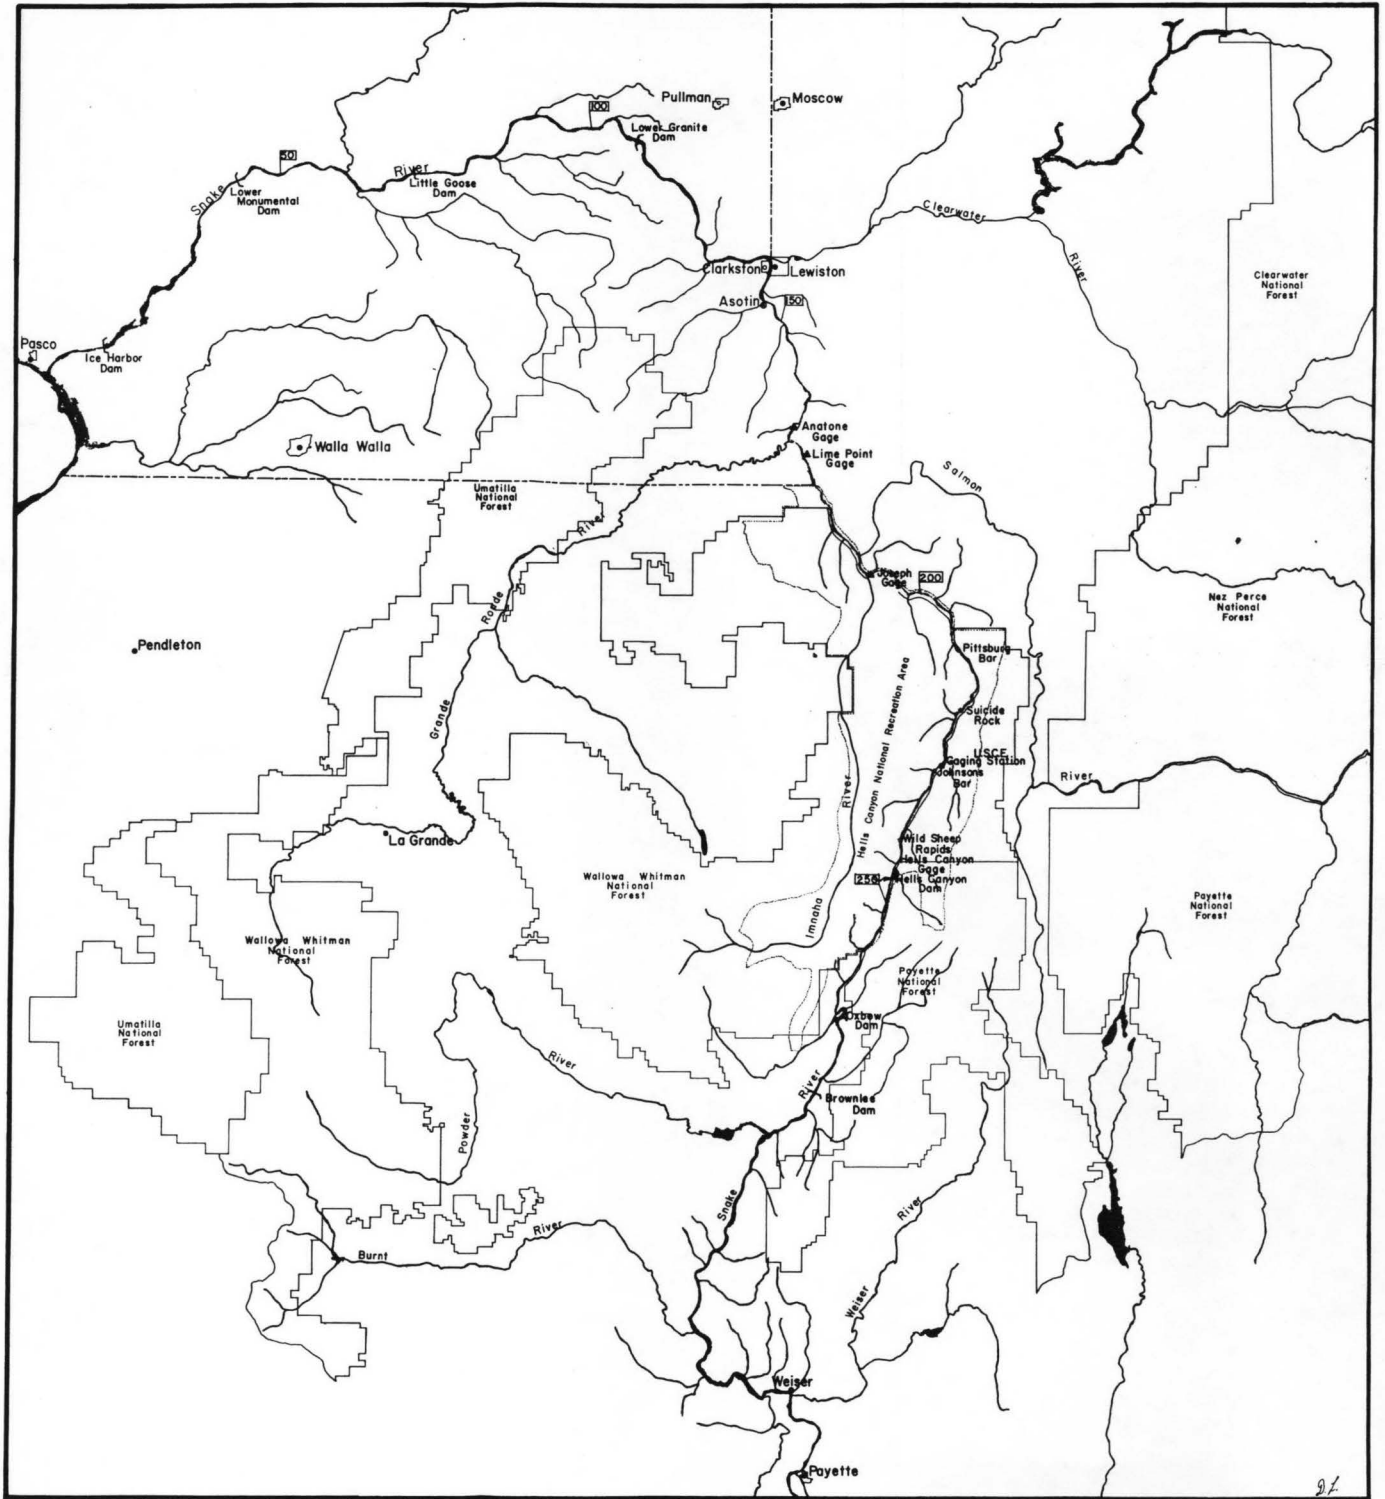 Pullman
Moscow
100
Lower Granite
Dam
50
River
Little Goose
Dam
Snake
Lower
Monumental
Dam
Clearwater
River
Clarkston
Lewiston
Asotin
150
Clearwater
National
Forest
Pasco
Ice Harbor
Dam
Walla Walla
Anatone
Gage
Lime Point
Gage
Salmon
Umatilla
National
Forest
River
Joseph
Gage
200
Nez Perce
National
Forest
Ronde
Pendleton
Pittsburg
Bar
Grande
Hells Canyon National Recreation Area
Suicide
Rock
USCE
Gaging Station
Johnsons
Bar
River
River
La Grande
Wild Sheep
Rapids
Hells Canyon
Gage
256
Hells Canyon
Dam
Wallowa Whitman
National
Forest
Payette
National
Forest
Imnaha
Wallowa Whitman
National
Forest
Payette
National
Forest
Umatilla
National
Forest
Oxbow
Dam
River
River
Brownlee
Dam
Powder
Snake
River
River
Burnt
Weiser
Weiser
Payette
D.L.